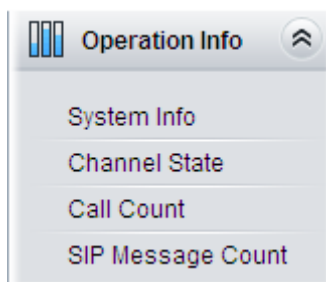 Operation Info
System Info
Channel State
Call Count
SIP Message Count